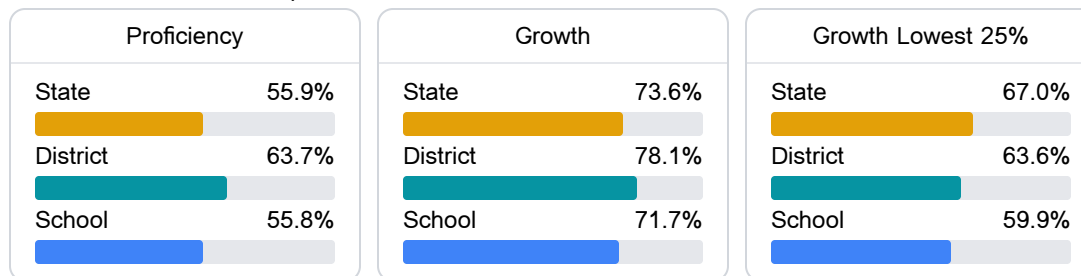 Proficiency
State 55.9%
District 63.7%
School 55.8%
Growth
State 73.6%
District 78.1%
School 71.7%
Growth Lowest 25%
State 67.0%
District 63.6%
School 59.9%